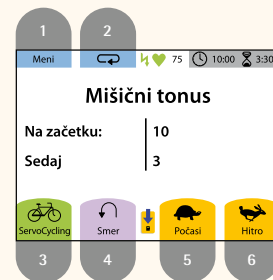 1 2
Meni 75 10:00 3:30
Mišični tonus
Na začetku: 10
Sedaj 3
ServoCycling Smer Počasi Hitro
3 4 5 6